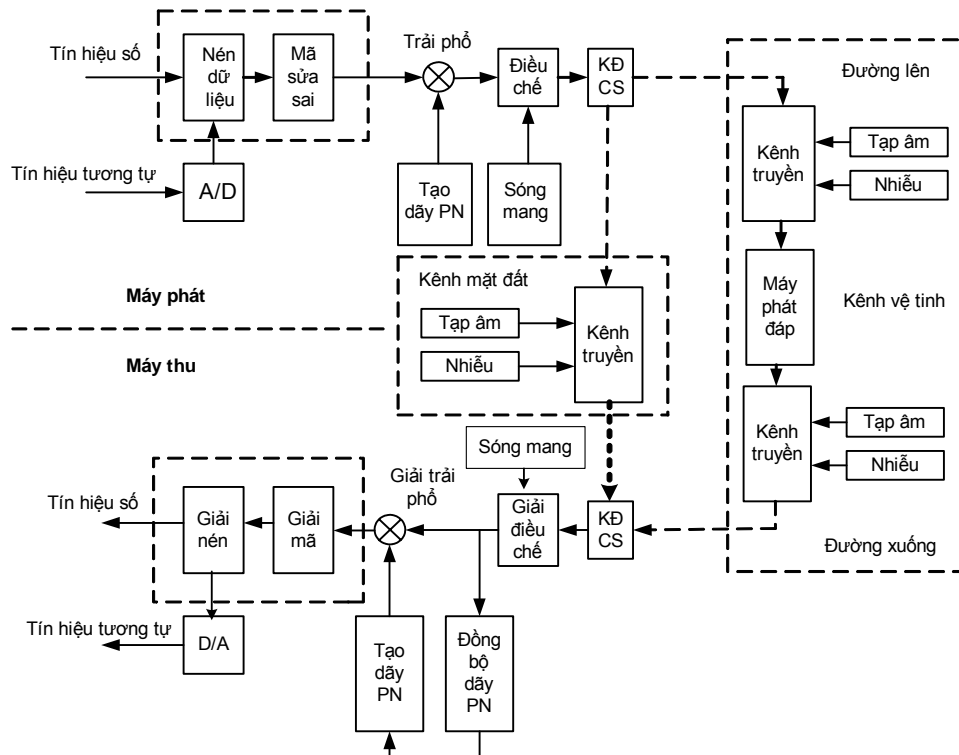 Tín hiệu số
Nén
dữ
liệu
Mã
sửa
sai
Trải phổ
Điều
chế
KĐ
CS
Đường lên
Tín hiệu tương tự
A/D
Tạo
dãy PN
Sóng
mang
Kênh
truyền
Tạp âm
Nhiễu
Máy phát
Kênh mặt đất
Tạp âm
Nhiễu
Kênh
truyền
Máy
phát
đáp
Kênh vệ tinh
Máy thu
Kênh
truyền
Tạp âm
Nhiễu
Sóng mang
Tín hiệu số
Giải
nén
Giải
mã
Giải trải
phổ
Giải
điều
chế
KĐ
CS
Đường xuống
Tín hiệu tương tự
D/A
Tạo
dãy
PN
Đồng
bộ
dãy
PN